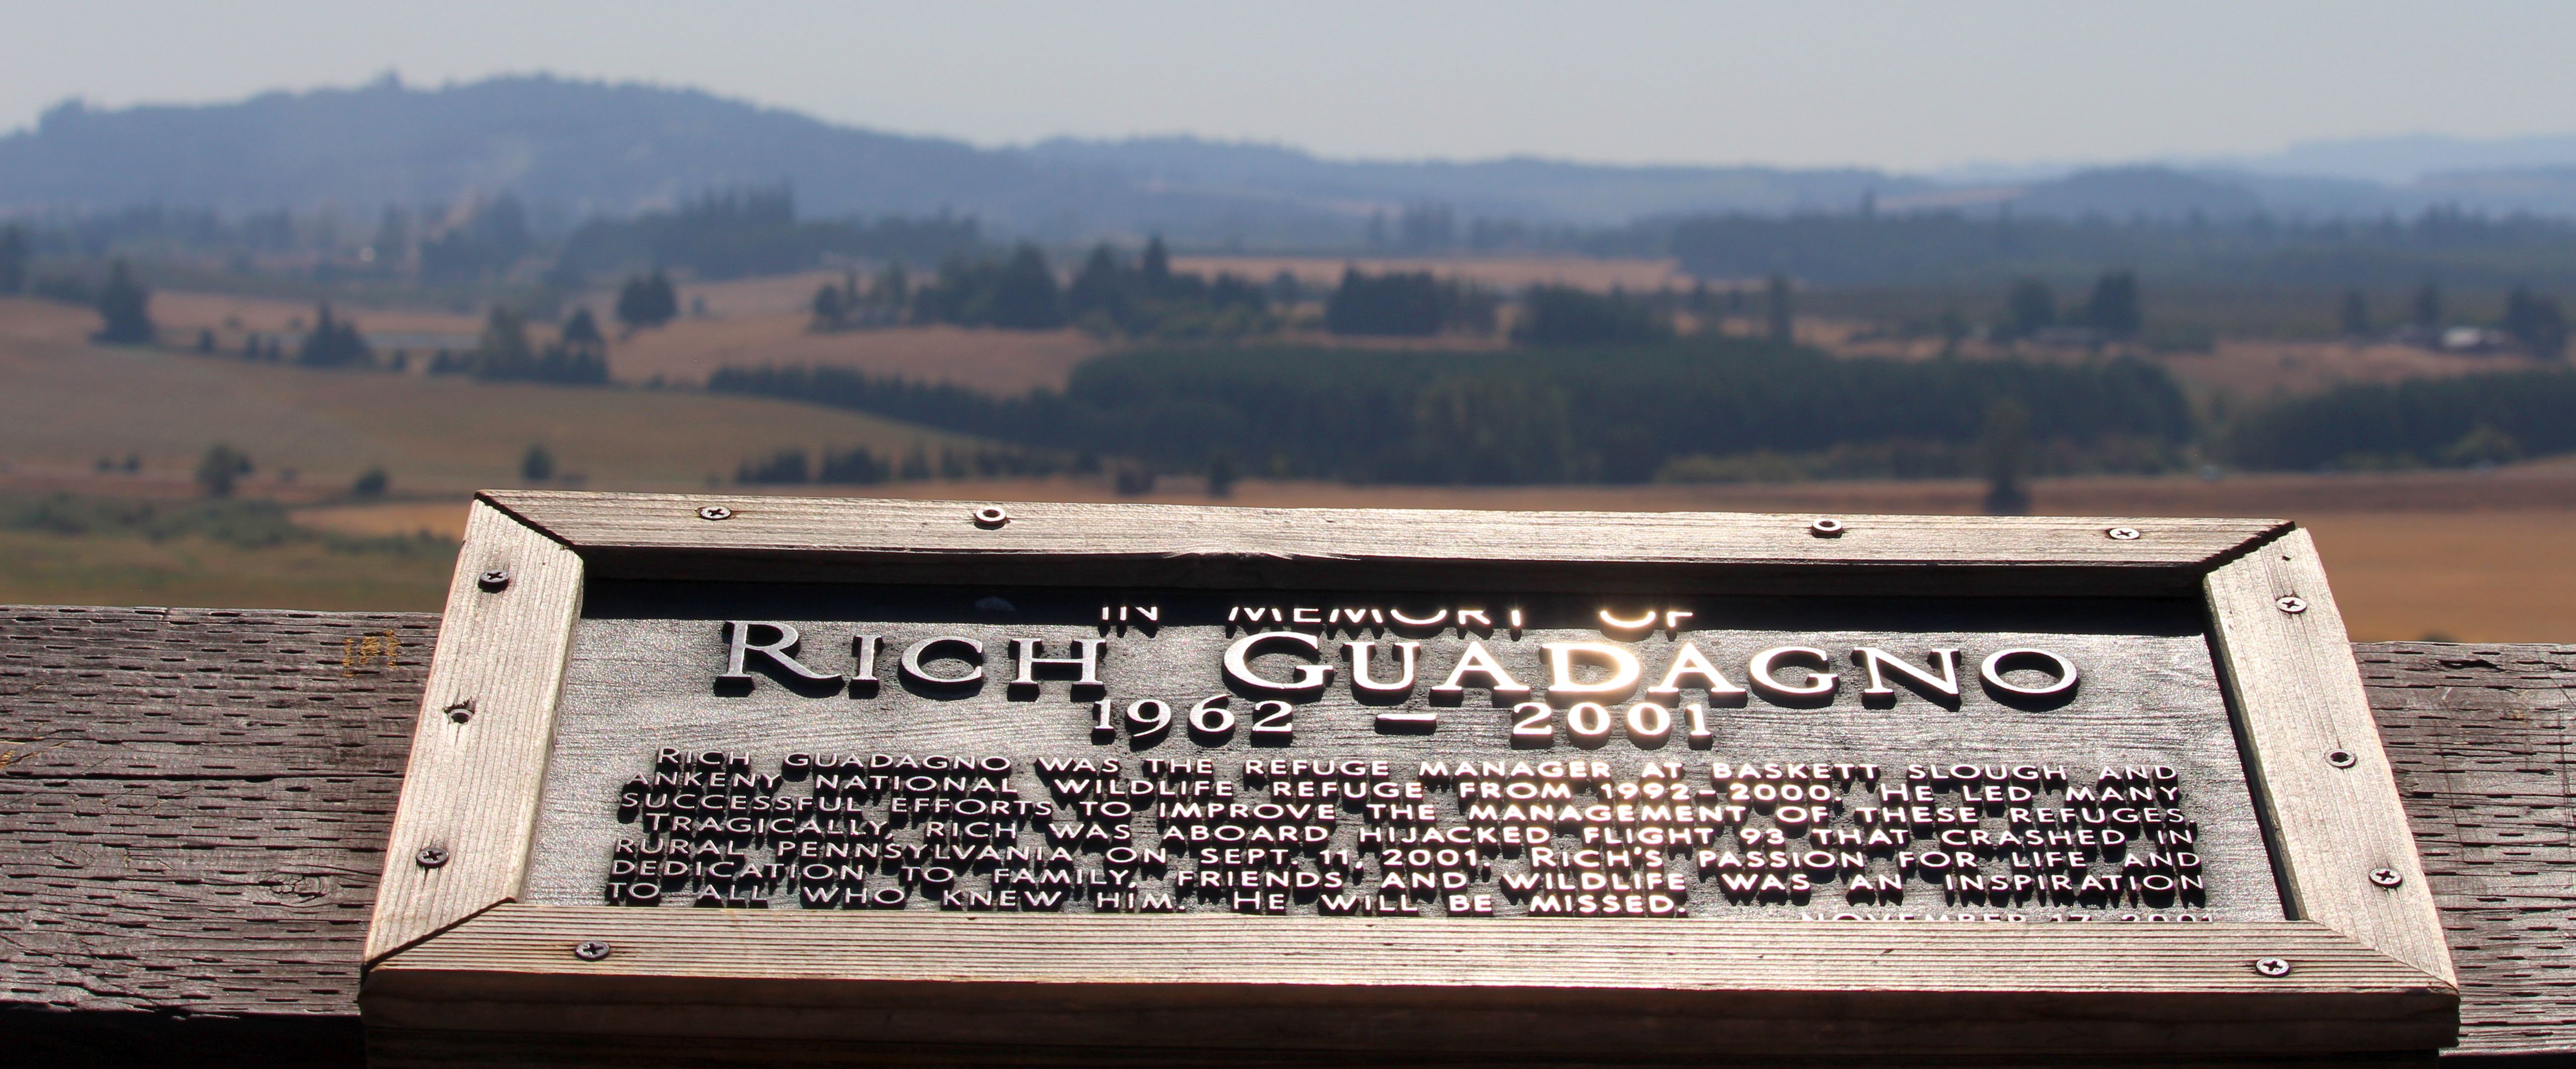 IN MEMORY OF
RICH GUADAGNO
1962 – 2001
RICH GUADAGNO WAS THE REFUGE MANAGER AT BASKETT SLOUGH AND
ANKENY NATIONAL WILDLIFE REFUGE FROM 1992-2000. HE LED MANY
SUCCESSFUL EFFORTS TO IMPROVE THE MANAGEMENT OF THESE REFUGES.
TRAGICALLY, RICH WAS ABOARD HIJACKED FLIGHT 93 THAT CRASHED IN
RURAL PENNSYLVANIA ON SEPT. 11, 2001. RICH'S PASSION FOR LIFE AND
DEDICATION TO FAMILY, FRIENDS, AND WILDLIFE WAS AN INSPIRATION
TO ALL WHO KNEW HIM. HE WILL BE MISSED.
NOVEMBER 17, 2001